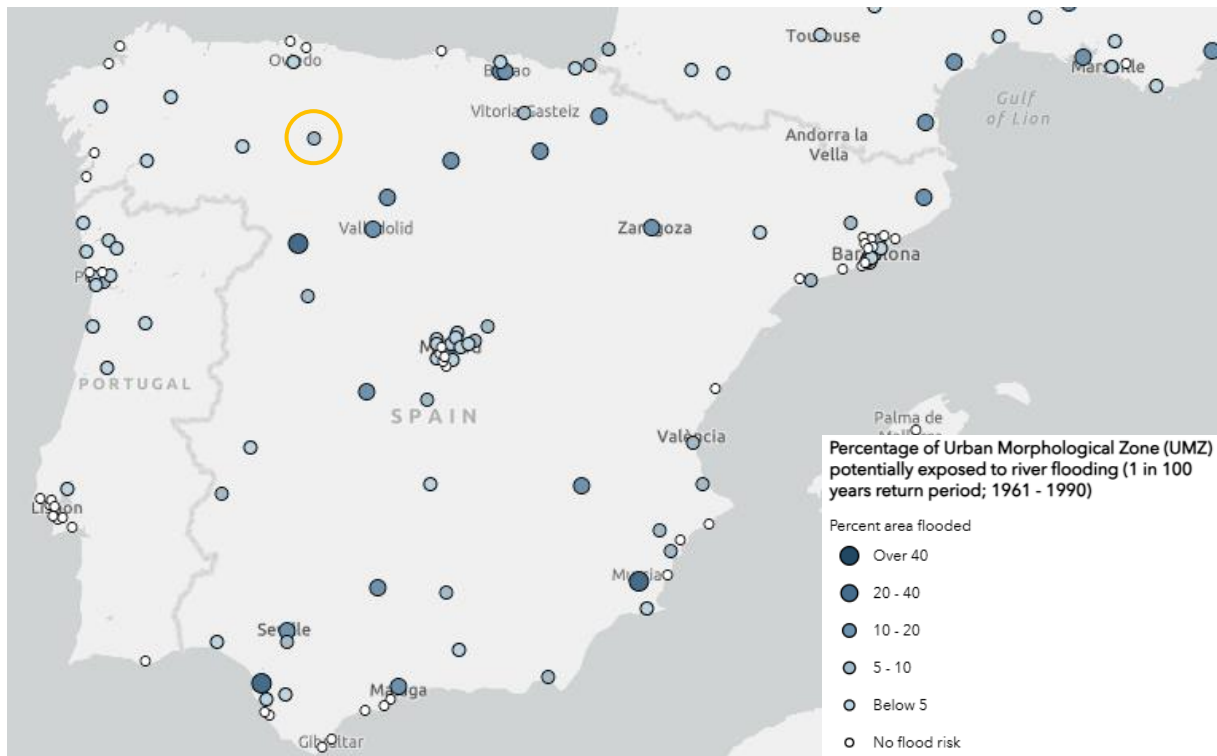 Toulouse
Marseille
Oviedo
Bilbao
Vitoria-Gasteiz
Gulf
of Lion
Andorra la
Vella
Valladolid
Zaragoza
Barcelona
PORTUGAL
SPAIN
Palma de
València
Lisbon
Murcia
Seville
Málaga
Gibraltar
Percentage of Urban Morphological Zone (UMZ)
potentially exposed to river flooding (1 in 100
years return period; 1961 - 1990)
Percent area flooded
Over 40
20 - 40
10 - 20
5 - 10
Below 5
No flood risk